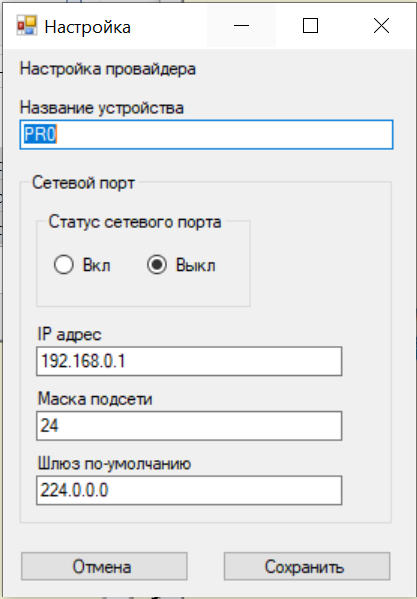 Настройка
Настройка провайдера
Название устройства
PR0
Сетевой порт
Статус сетевого порта
Вкл Выкл
IP адрес
192.168.0.1
Маска подсети
24
Шлюз по-умолчанию
224.0.0.0
Отмена Сохранить